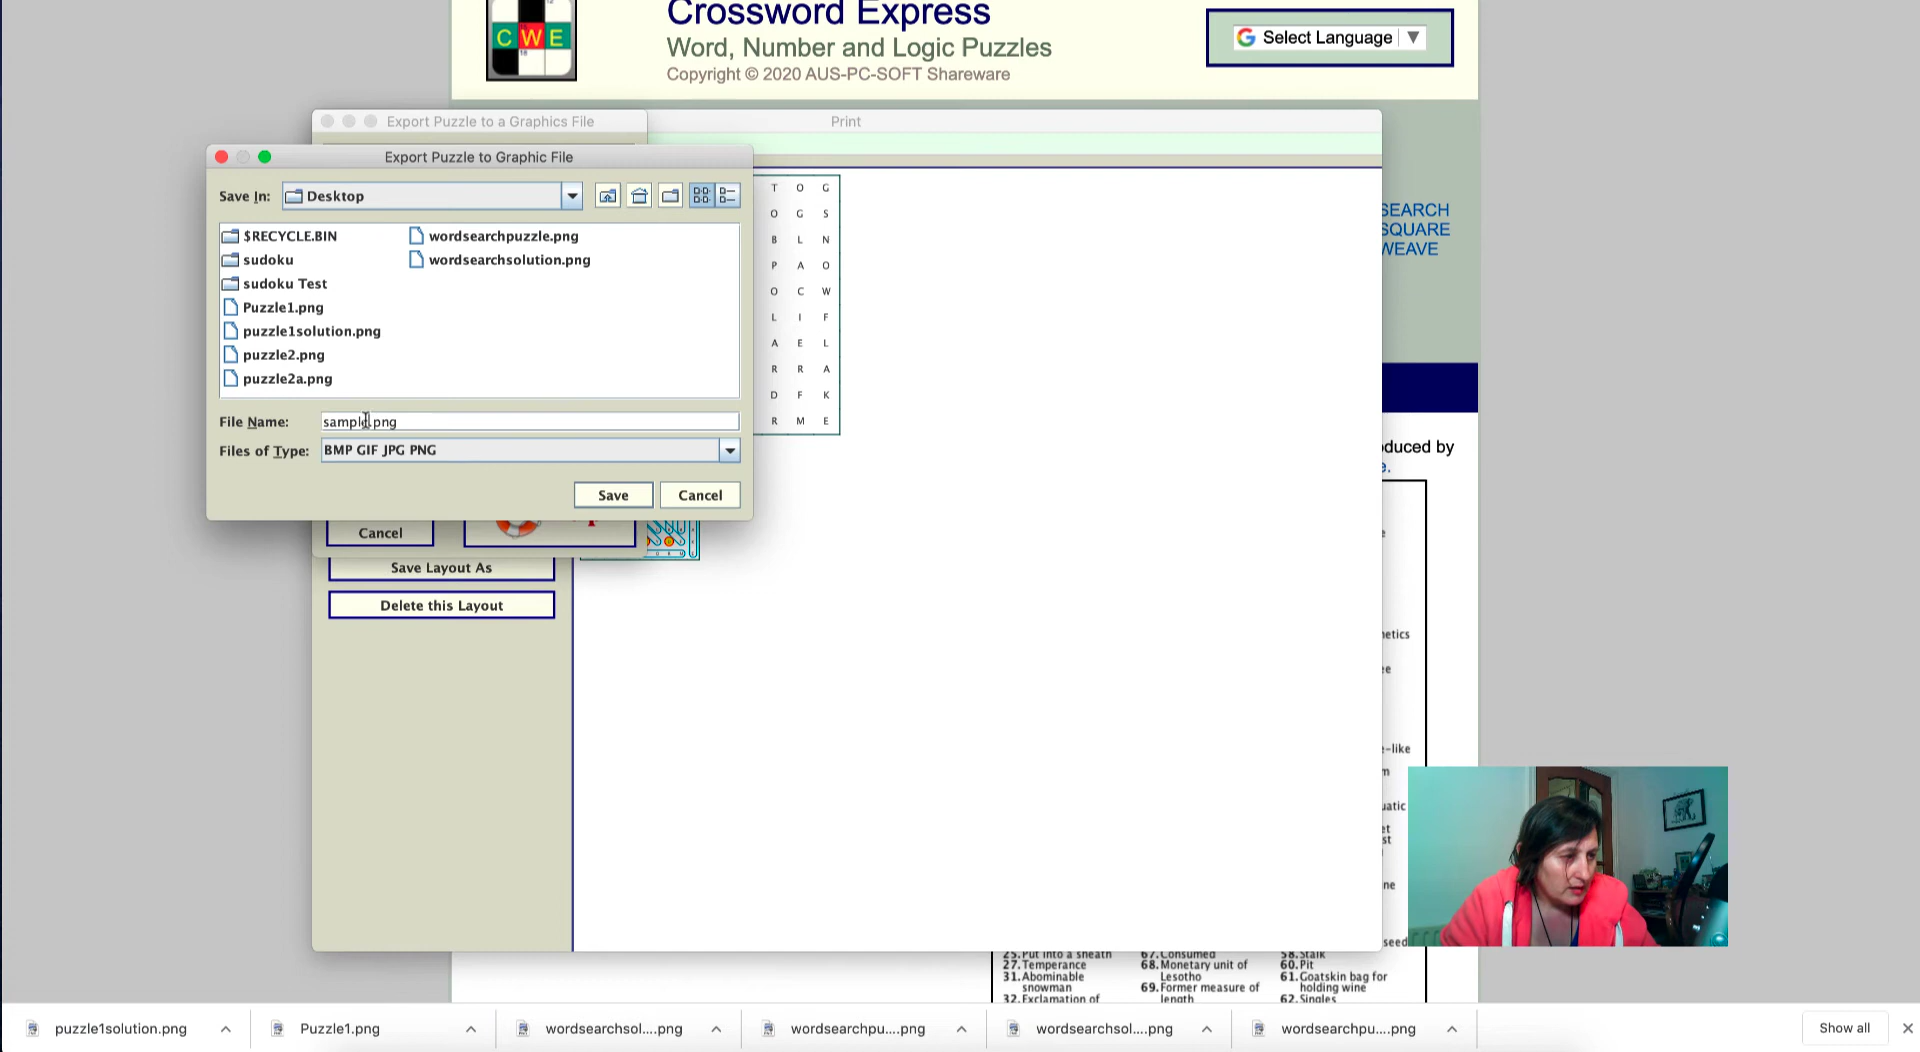 Crossword Express
Word, Number and Logic Puzzles
Copyright © 2020 AUS-PC-SOFT Shareware
CWE
Select Language
Export Puzzle to a Graphics File
Print
Export Puzzle to Graphic File
Save In:
Desktop
$RECYCLE.BIN
sudoku
sudoku Test
Puzzle1.png
puzzle1solution.png
puzzle2.png
puzzle2a.png
wordsearchpuzzle.png
wordsearchsolution.png
File Name:
sample.png
Files of Type:
BMP GIF JPG PNG
Save
Cancel
T O G
O G S
B L N
P A O
O C W
L I F
A E L
R R A
D F K
R M E
SEARCH
SQUARE
WEAVE
duced by
Cancel
Save Layout As
Delete this Layout
etics
-like
uatic
et
st
ne
seed
25. Put into a sheath
27. Temperance
31. Abominable
snowman
32. Exclamation of
67. Consumed
68. Monetary unit of
Lesotho
69. Former measure of
length
58. Stalk
60. Pit
61. Goatskin bag for
holding wine
62. Singles
puzzle1solution.png
Puzzle1.png
wordsearchsol....png
wordsearchpu....png
wordsearchsol....png
wordsearchpu....png
Show all